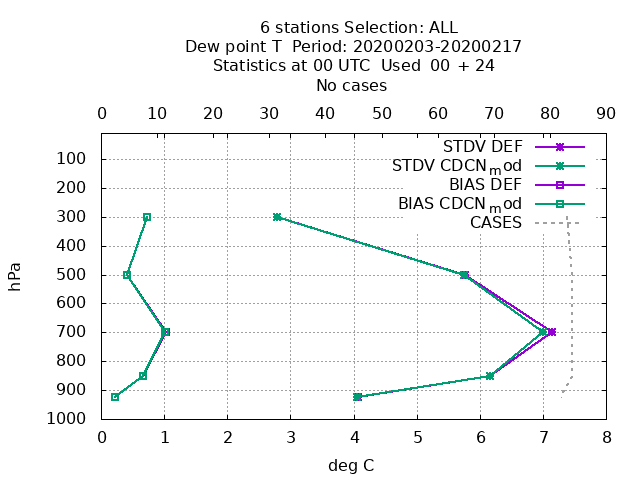 6 stations Selection: ALL
Dew point T  Period: 20200203-20200217
Statistics at 00 UTC  Used  00 + 24
No cases
0 10 20 30 40 50 60 70 80 90
STDV DEF
STDV CDCNmod
BIAS DEF
BIAS CDCNmod
CASES
hPa
100
200
300
400
500
600
700
800
900
1000
0 1 2 3 4 5 6 7 8
deg C